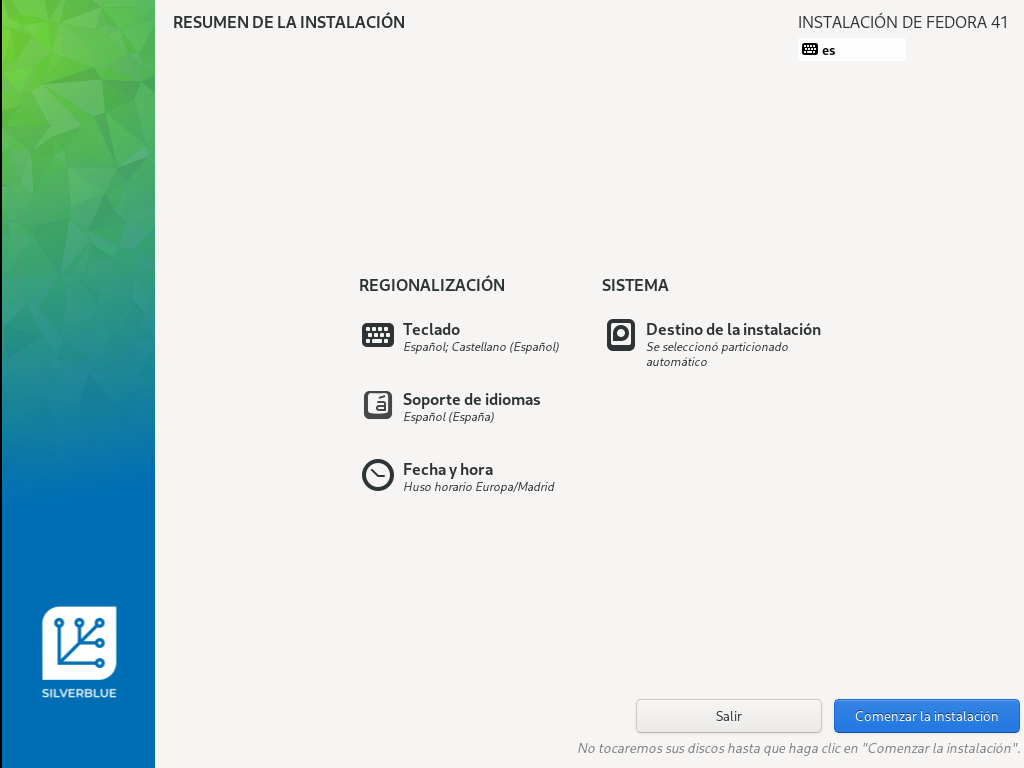 RESUMEN DE LA INSTALACIÓN
INSTALACIÓN DE FEDORA 41
es
REGIONALIZACIÓN
Teclado
Español; Castellano (Español)
Soporte de idiomas
Español (España)
Fecha y hora
Huso horario Europa/Madrid
SISTEMA
Destino de la instalación
Se seleccionó particionado
automático
SILVERBLUE
Salir
Comenzar la instalación
No tocaremos sus discos hasta que haga clic en "Comenzar la instalación".